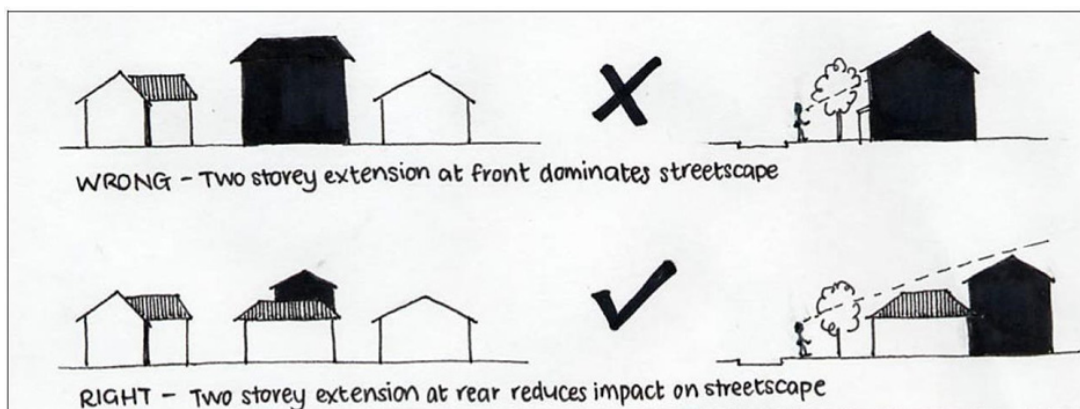 WRONG - TWO STOREY EXTENSION AT FRONT DOMINATES STREETSCAPE
RIGHT - TWO STOREY EXTENSION AT REAR REDUCES IMPACT ON STREETSCAPE